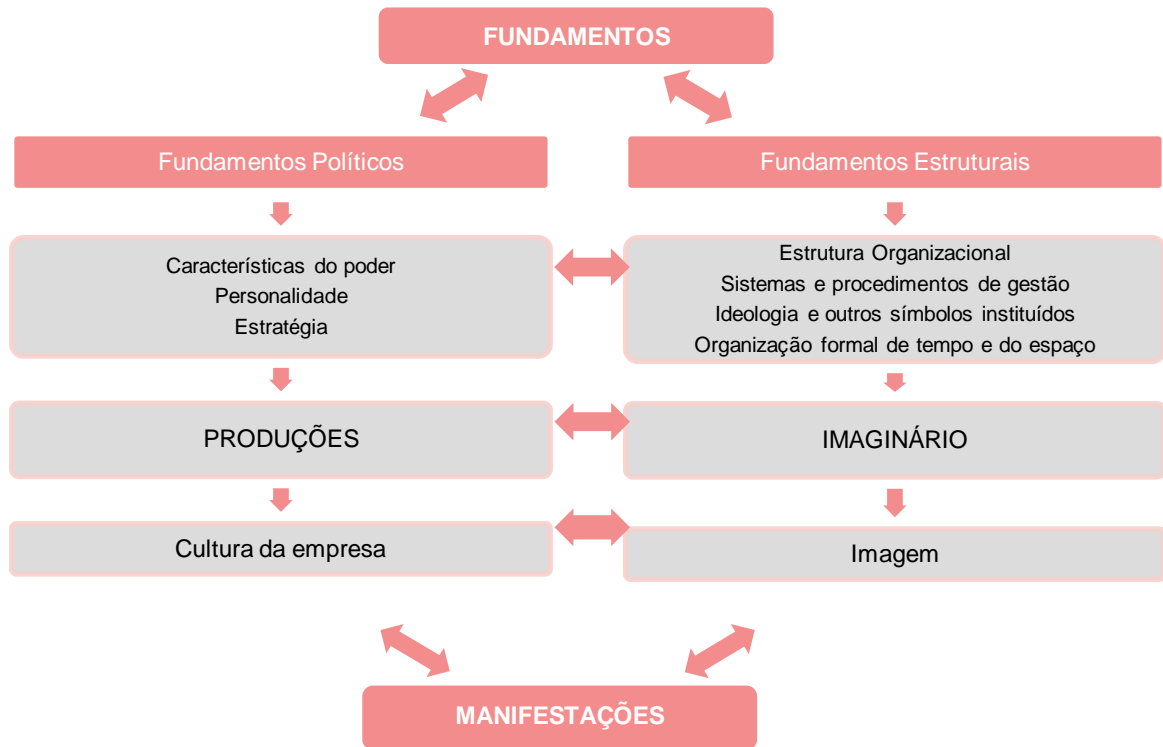 FUNDAMENTOS
Fundamentos Políticos
Fundamentos Estruturais
Características do poder
Personalidade
Estratégia
Estrutura Organizacional
Sistemas e procedimentos de gestão
Ideologia e outros símbolos instituídos
Organização formal de tempo e do espaço
PRODUÇÕES
IMAGINÁRIO
Cultura da empresa
Imagem
MANIFESTAÇÕES